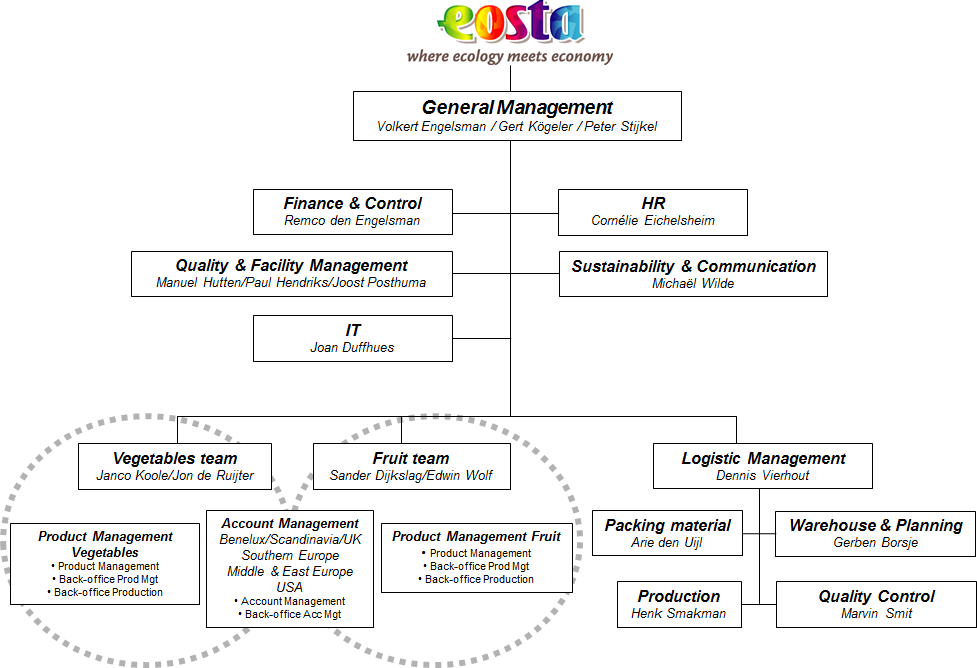 eosta
where ecology meets economy
General Management
Volkert Engelsman / Gert Kögeler / Peter Stijkel
Finance & Control
Remco den Engelsman
HR
Cornélie Eichelsheim
Quality & Facility Management
Manuel Hutten/Paul Hendriks/Joost Posthuma
Sustainability & Communication
Michaël Wilde
IT
Joan Duffhues
Vegetables team
Janco Koole/Jon de Ruijter
Fruit team
Sander Dijkslag/Edwin Wolf
Logistic Management
Dennis Vierhout
Product Management
Vegetables
• Product Management
• Back-office Prod Mgt
• Back-office Production
Account Management
Benelux/Scandinavia/UK
Southern Europe
Middle & East Europe
USA
• Account Management
• Back-office Acc Mgt
Product Management Fruit
• Product Management
• Back-office Prod Mgt
• Back-office Production
Packing material
Arie den Uijl
Warehouse & Planning
Gerben Borsje
Production
Henk Smakman
Quality Control
Marvin Smit